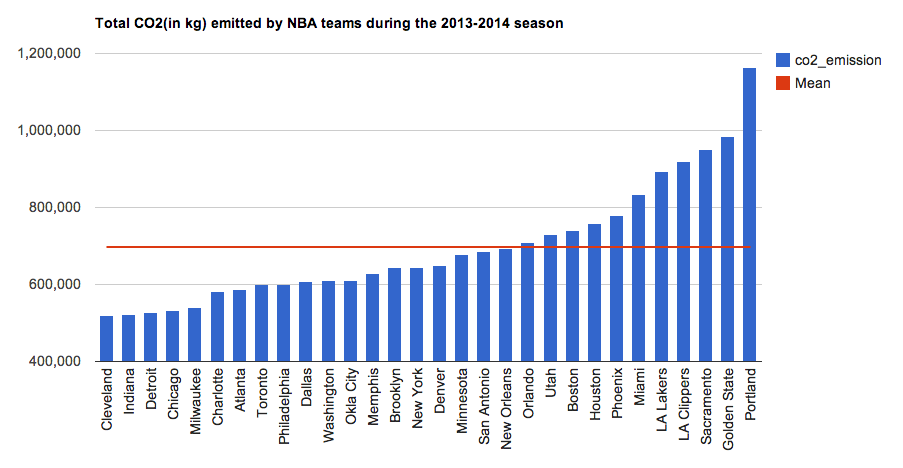 Total CO2(in kg) emitted by NBA teams during the 2013-2014 season
1,200,000
1,000,000
800,000
600,000
400,000
co2_emission
Mean
Cleveland
Indiana
Detroit
Chicago
Milwaukee
Charlotte
Atlanta
Toronto
Philadelphia
Dallas
Washington
Okla City
Memphis
Brooklyn
New York
Denver
Minnesota
San Antonio
New Orleans
Orlando
Utah
Boston
Houston
Phoenix
Miami
LA Lakers
LA Clippers
Sacramento
Golden State
Portland